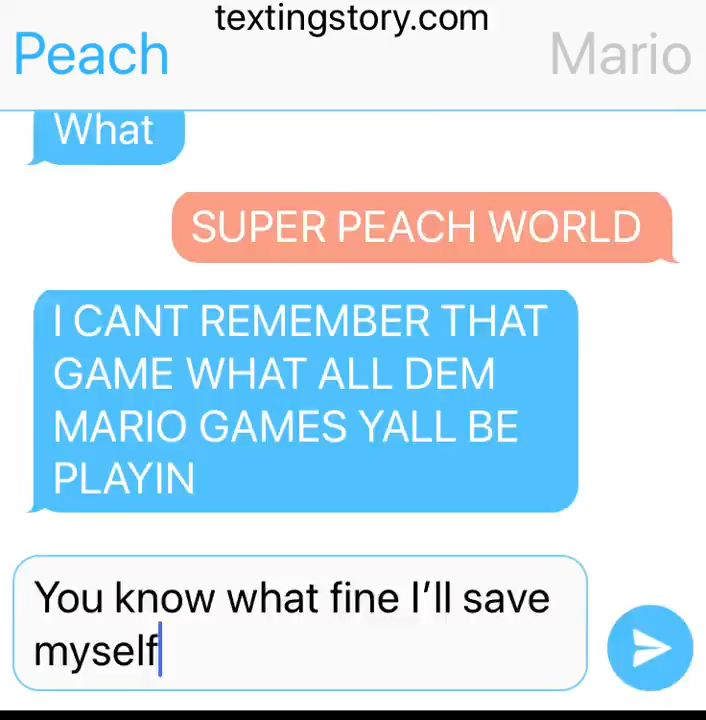 textingstory.com
Peach
Mario
What
SUPER PEACH WORLD
I CANT REMEMBER THAT
GAME WHAT ALL DEM
MARIO GAMES YALL BE
PLAYIN
You know what fine I’ll save
myself